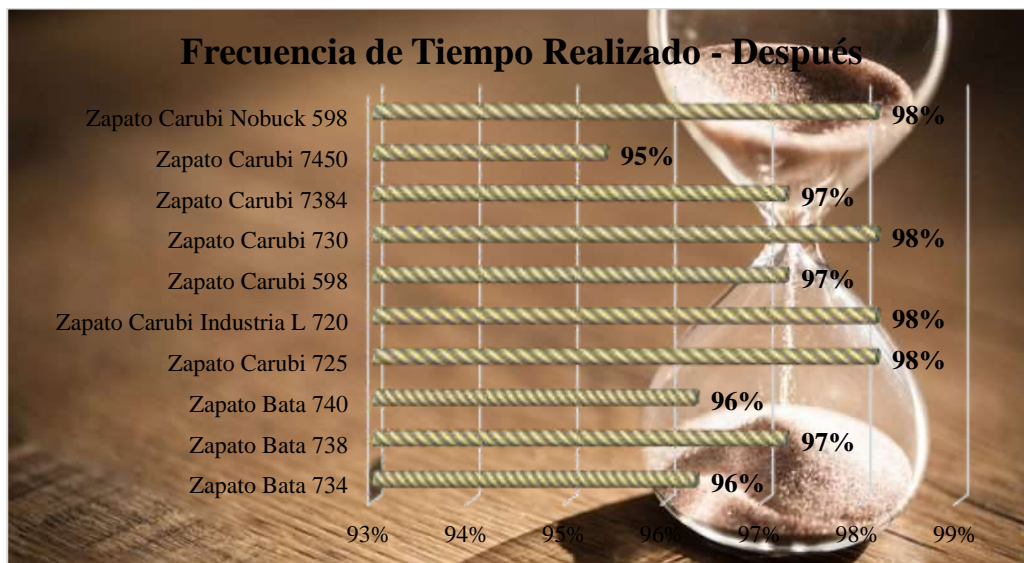 Frecuencia de Tiempo Realizado - Después
Zapato Carubi Nobuck 598 98%
Zapato Carubi 7450 95%
Zapato Carubi 7384 97%
Zapato Carubi 730 98%
Zapato Carubi 598 97%
Zapato Carubi Industria L 720 98%
Zapato Carubi 725 98%
Zapato Bata 740 96%
Zapato Bata 738 97%
Zapato Bata 734 96%
93% 94% 95% 96% 97% 98% 99%